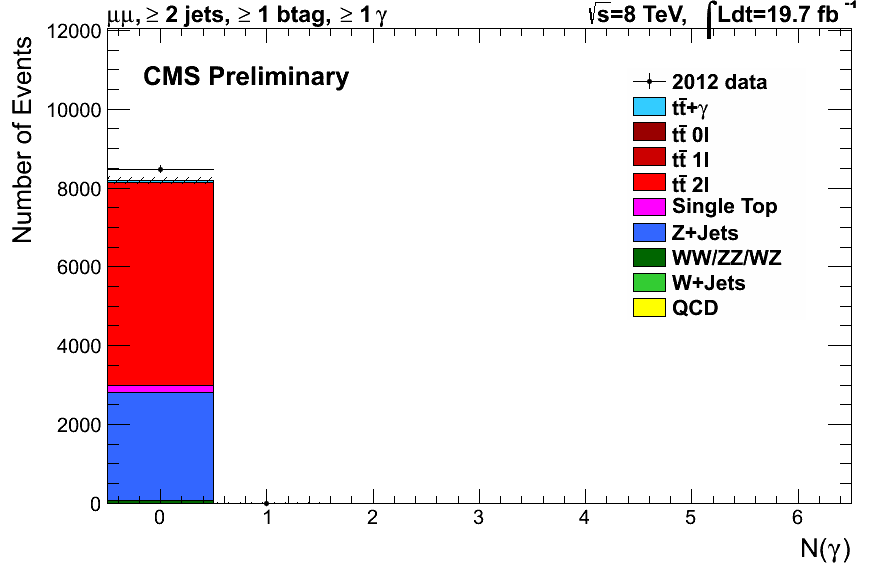 μμ, ≥ 2 jets, ≥ 1 btag, ≥ 1 γ
√s=8 TeV, ∫Ldt=19.7 fb⁻¹
CMS Preliminary
2012 data
tt̄+γ
tt̄ 0l
tt̄ 1l
tt̄ 2l
Single Top
Z+Jets
WW/ZZ/WZ
W+Jets
QCD
Number of Events
12000
10000
8000
6000
4000
2000
0
0 1 2 3 4 5 6
N(γ)